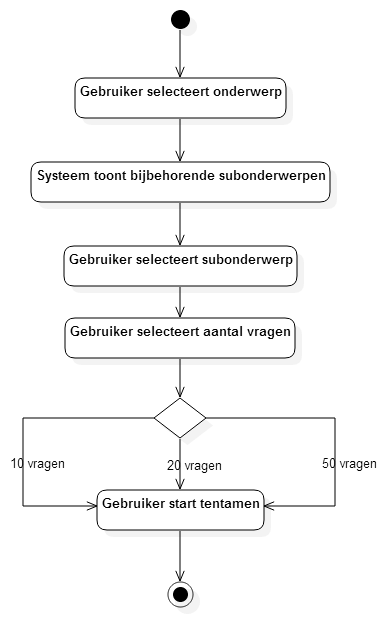 Gebruiker selecteert onderwerp
Systeem toont bijbehorende subonderwerpen
Gebruiker selecteert subonderwerp
Gebruiker selecteert aantal vragen
10 vragen
20 vragen
50 vragen
Gebruiker start tentamen